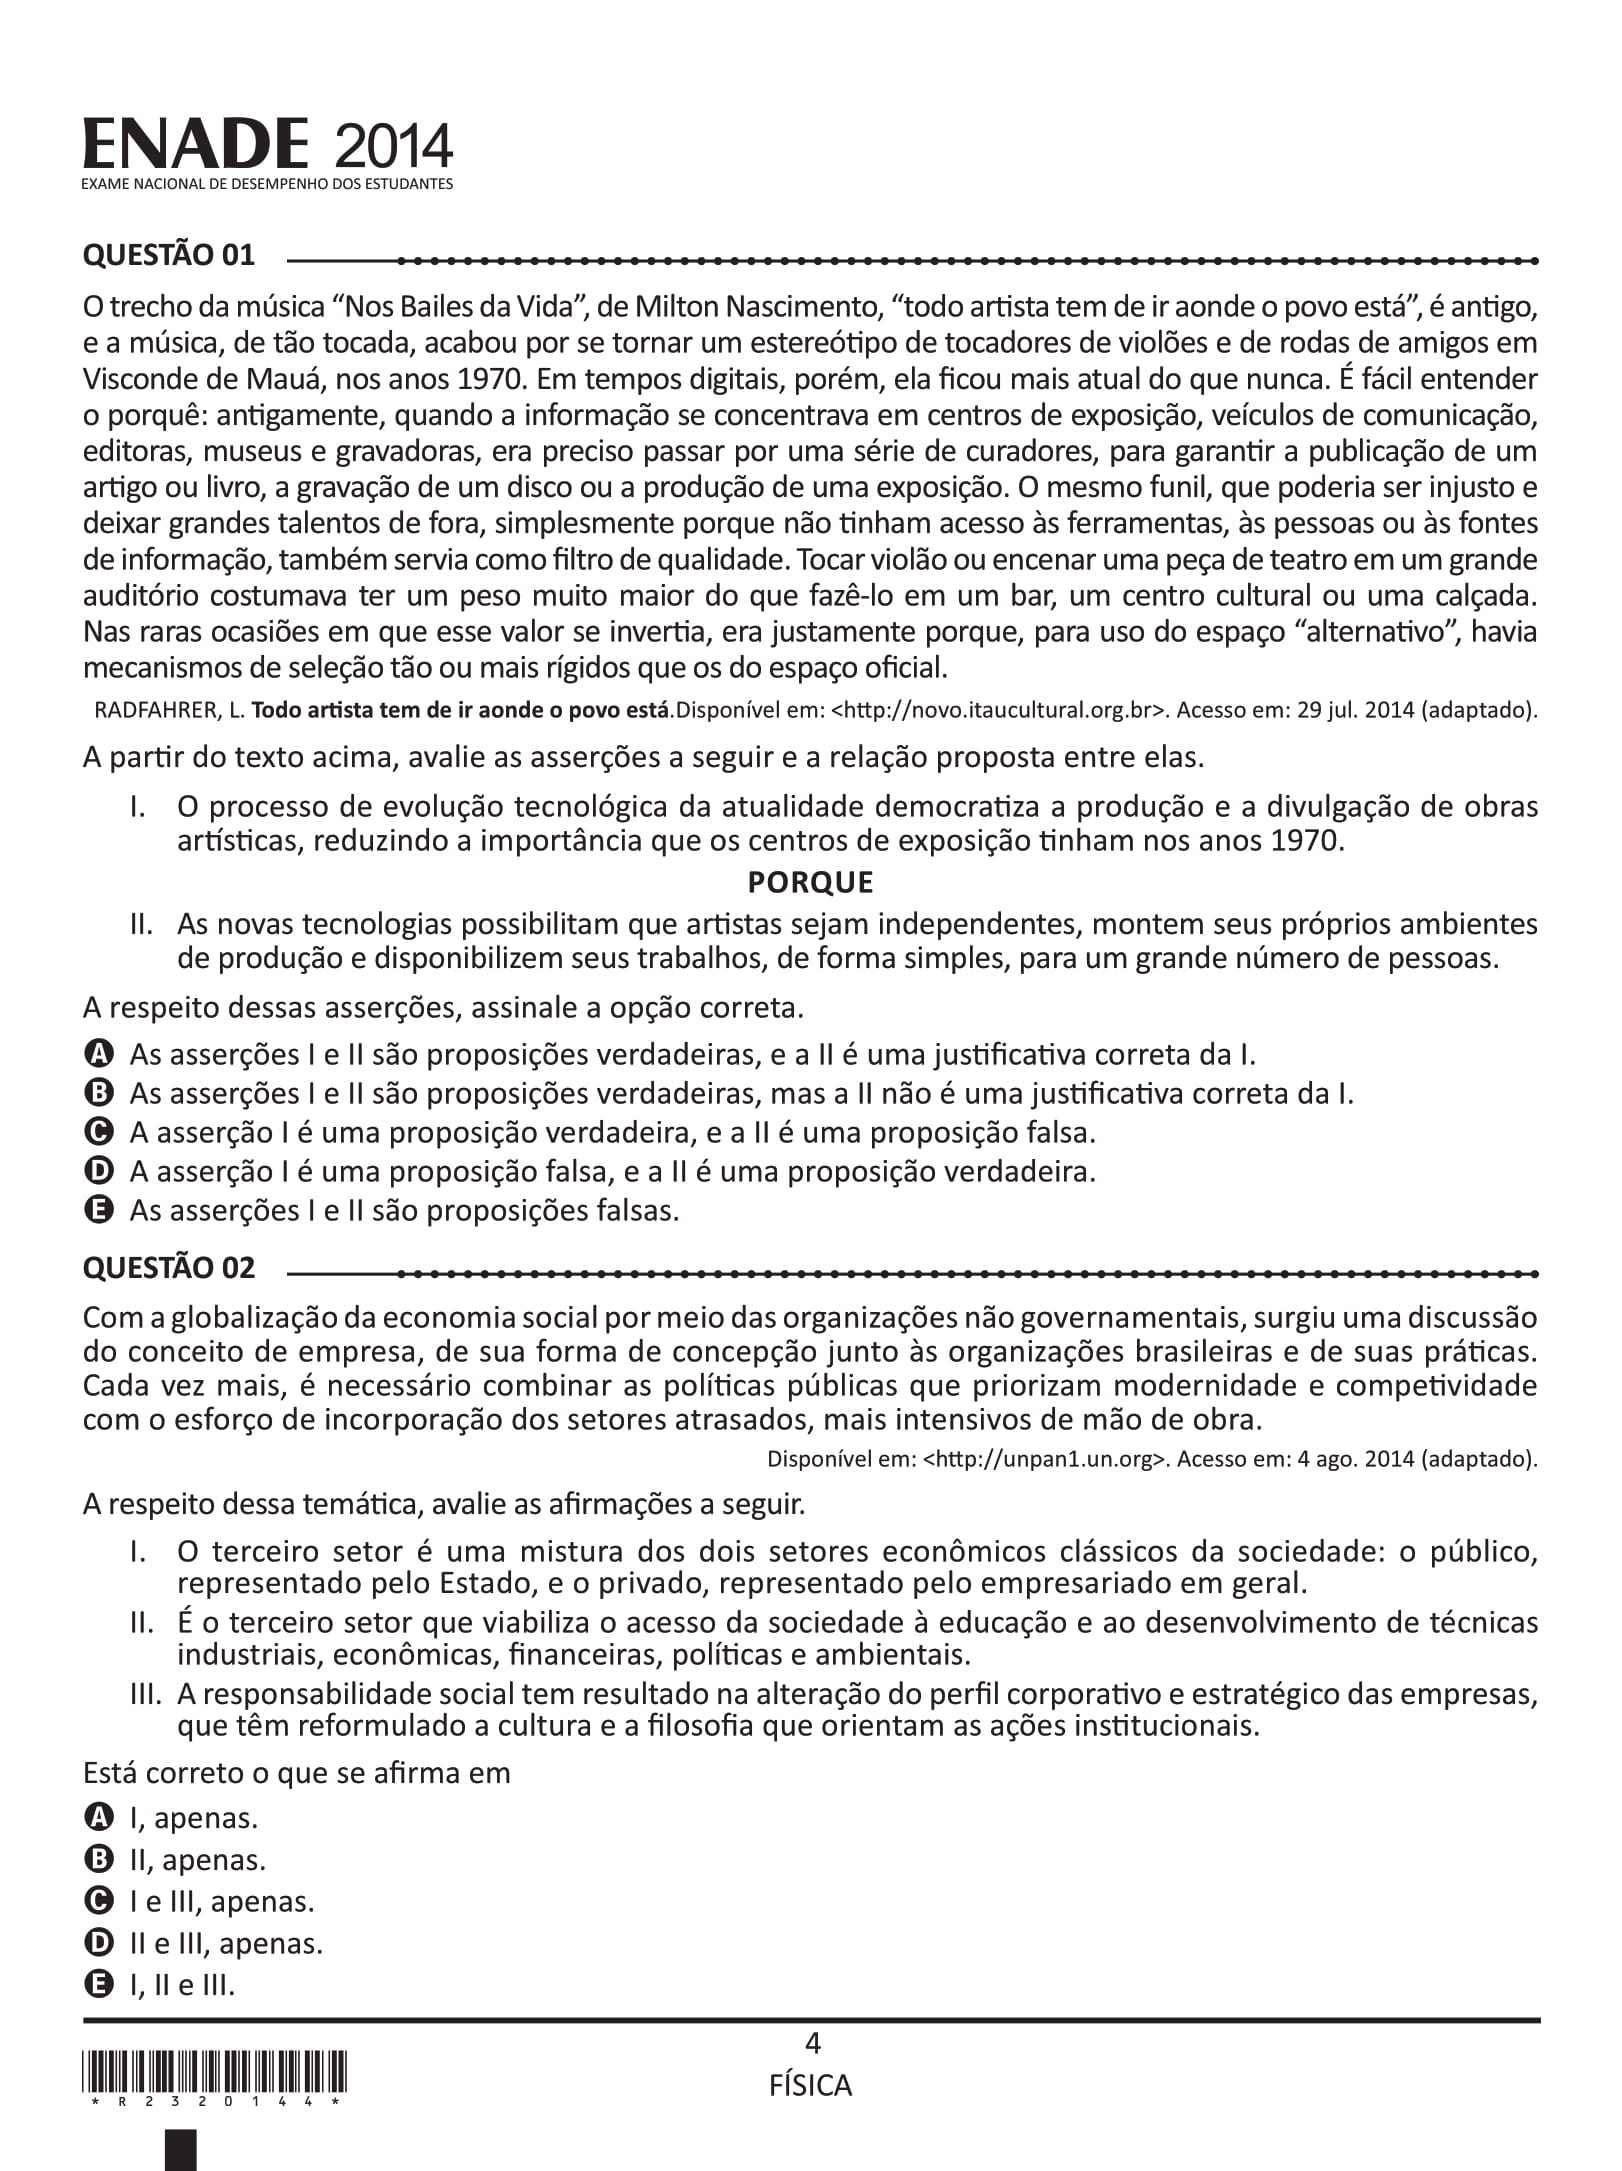 ENADE 2014
EXAME NACIONAL DE DESEMPENHO DOS ESTUDANTES
QUESTÃO 01
O trecho da música “Nos Bailes da Vida”, de Milton Nascimento, “todo artista tem de ir aonde o povo está”, é antigo,
e a música, de tão tocada, acabou por se tornar um estereótipo de tocadores de violões e de rodas de amigos em
Visconde de Mauá, nos anos 1970. Em tempos digitais, porém, ela ficou mais atual do que nunca. É fácil entender
o porquê: antigamente, quando a informação se concentrava em centros de exposição, veículos de comunicação,
editoras, museus e gravadoras, era preciso passar por uma série de curadores, para garantir a publicação de um
artigo ou livro, a gravação de um disco ou a produção de uma exposição. O mesmo funil, que poderia ser injusto e
deixar grandes talentos de fora, simplesmente porque não tinham acesso às ferramentas, às pessoas ou às fontes
de informação, também servia como filtro de qualidade. Tocar violão ou encenar uma peça de teatro em um grande
auditório costumava ter um peso muito maior do que fazê-lo em um bar, um centro cultural ou uma calçada.
Nas raras ocasiões em que esse valor se invertia, era justamente porque, para uso do espaço “alternativo”, havia
mecanismos de seleção tão ou mais rígidos que os do espaço oficial.
RADFAHRER, L. Todo artista tem de ir aonde o povo está.Disponível em: <http://novo.itaucultural.org.br>. Acesso em: 29 jul. 2014 (adaptado).
A partir do texto acima, avalie as asserções a seguir e a relação proposta entre elas.
I. O processo de evolução tecnológica da atualidade democratiza a produção e a divulgação de obras
artísticas, reduzindo a importância que os centros de exposição tinham nos anos 1970.
PORQUE
II. As novas tecnologias possibilitam que artistas sejam independentes, montem seus próprios ambientes
de produção e disponibilizem seus trabalhos, de forma simples, para um grande número de pessoas.
A respeito dessas asserções, assinale a opção correta.
A As asserções I e II são proposições verdadeiras, e a II é uma justificativa correta da I.
B As asserções I e II são proposições verdadeiras, mas a II não é uma justificativa correta da I.
C A asserção I é uma proposição verdadeira, e a II é uma proposição falsa.
D A asserção I é uma proposição falsa, e a II é uma proposição verdadeira.
E As asserções I e II são proposições falsas.
QUESTÃO 02
Com a globalização da economia social por meio das organizações não governamentais, surgiu uma discussão
do conceito de empresa, de sua forma de concepção junto às organizações brasileiras e de suas práticas.
Cada vez mais, é necessário combinar as políticas públicas que priorizam modernidade e competividade
com o esforço de incorporação dos setores atrasados, mais intensivos de mão de obra.
Disponível em: <http://unpan1.un.org>. Acesso em: 4 ago. 2014 (adaptado).
A respeito dessa temática, avalie as afirmações a seguir.
I. O terceiro setor é uma mistura dos dois setores econômicos clássicos da sociedade: o público,
representado pelo Estado, e o privado, representado pelo empresariado em geral.
II. É o terceiro setor que viabiliza o acesso da sociedade à educação e ao desenvolvimento de técnicas
industriais, econômicas, financeiras, políticas e ambientais.
III. A responsabilidade social tem resultado na alteração do perfil corporativo e estratégico das empresas,
que têm reformulado a cultura e a filosofia que orientam as ações institucionais.
Está correto o que se afirma em
A I, apenas.
B II, apenas.
C I e III, apenas.
D II e III, apenas.
E I, II e III.
4
FÍSICA
* R 2 3 2 0 1 4 4 *